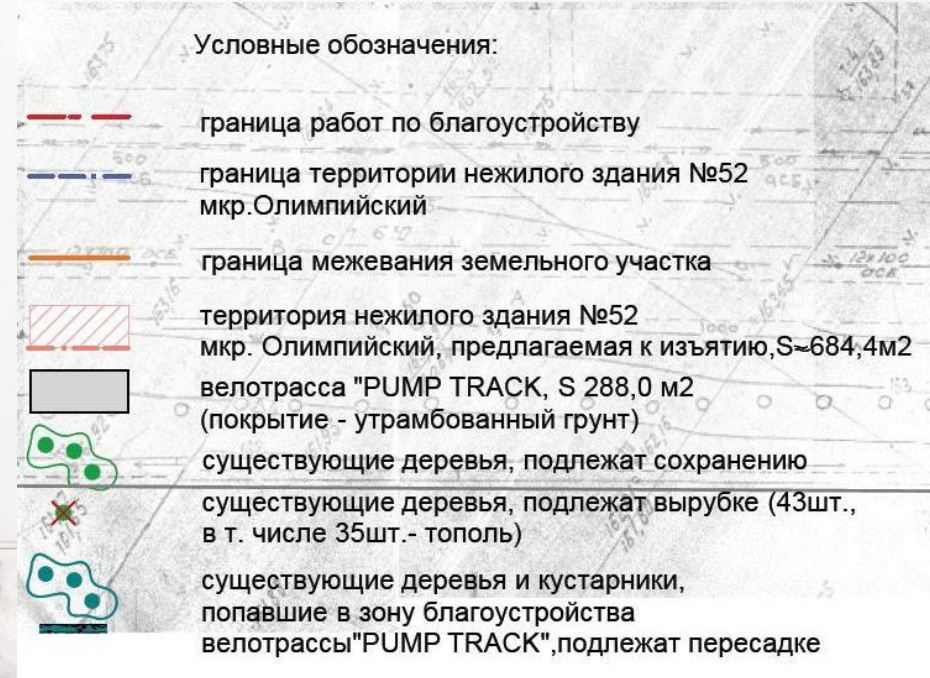 Условные обозначения:
граница работ по благоустройству
граница территории нежилого здания №52
мкр.Олимпийский
граница межевания земельного участка
территория нежилого здания №52
мкр. Олимпийский, предлагаемая к изъятию,S~684,4м2
велотрасса "PUMP TRACK, S 288,0 м2
(покрытие - утрамбованный грунт)
существующие деревья, подлежат сохранению
существующие деревья, подлежат вырубке (43шт.,
в т. числе 35шт.- тополь)
существующие деревья и кустарники,
попавшие в зону благоустройства
велотрассы"PUMP TRACK",подлежат пересадке